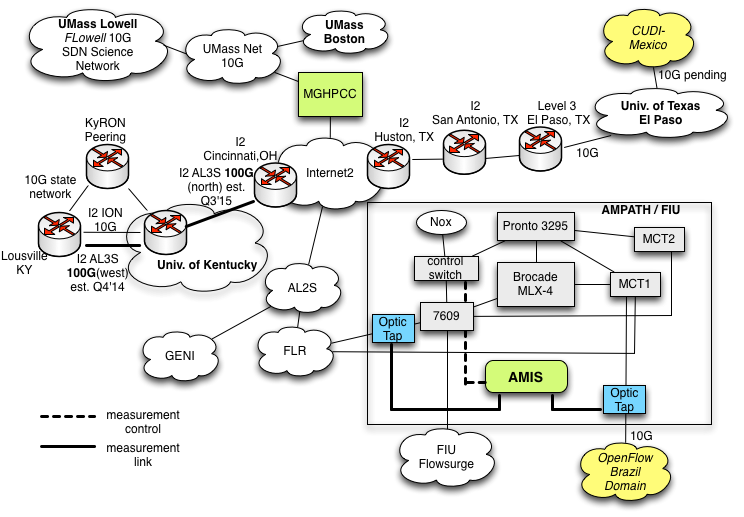 UMass Lowell
FLowell 10G
SDN Science
Network
UMass Net
10G
UMass
Boston
CUDI-
Mexico
10G pending
MGHPCC
Univ. of Texas
El Paso
KyRON
Peering
I2
Cincinnati,OH
I2 AL3S 100G
(north) est.
Q3'15
Internet2
I2
Huston, TX
I2
San Antonio, TX
Level 3
El Paso, TX
10G
10G state
network
I2 ION
10G
Lousville
KY
I2 AL3S
100G(west)
est. Q4'14
Univ. of Kentucky
AMPATH / FIU
Nox
Pronto 3295
MCT2
control
switch
Brocade
MLX-4
MCT1
AL2S
7609
Optic
Tap
GENI
FLR
AMIS
Optic
Tap
measurement
control
measurement
link
10G
FIU
Flowsurge
OpenFlow
Brazil
Domain